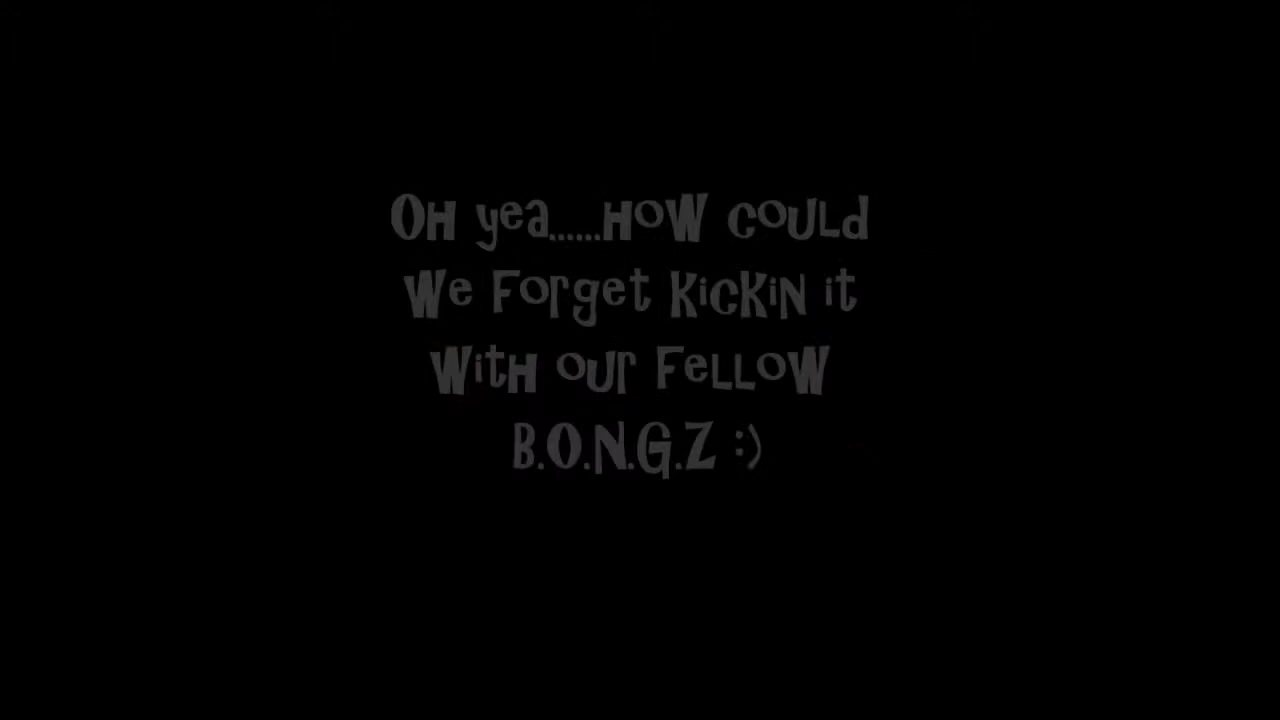 OH yea......HOW COULD
We FOrget KicKiN it
WitH OUr FeLLOW
B.O.N.G.Z :)